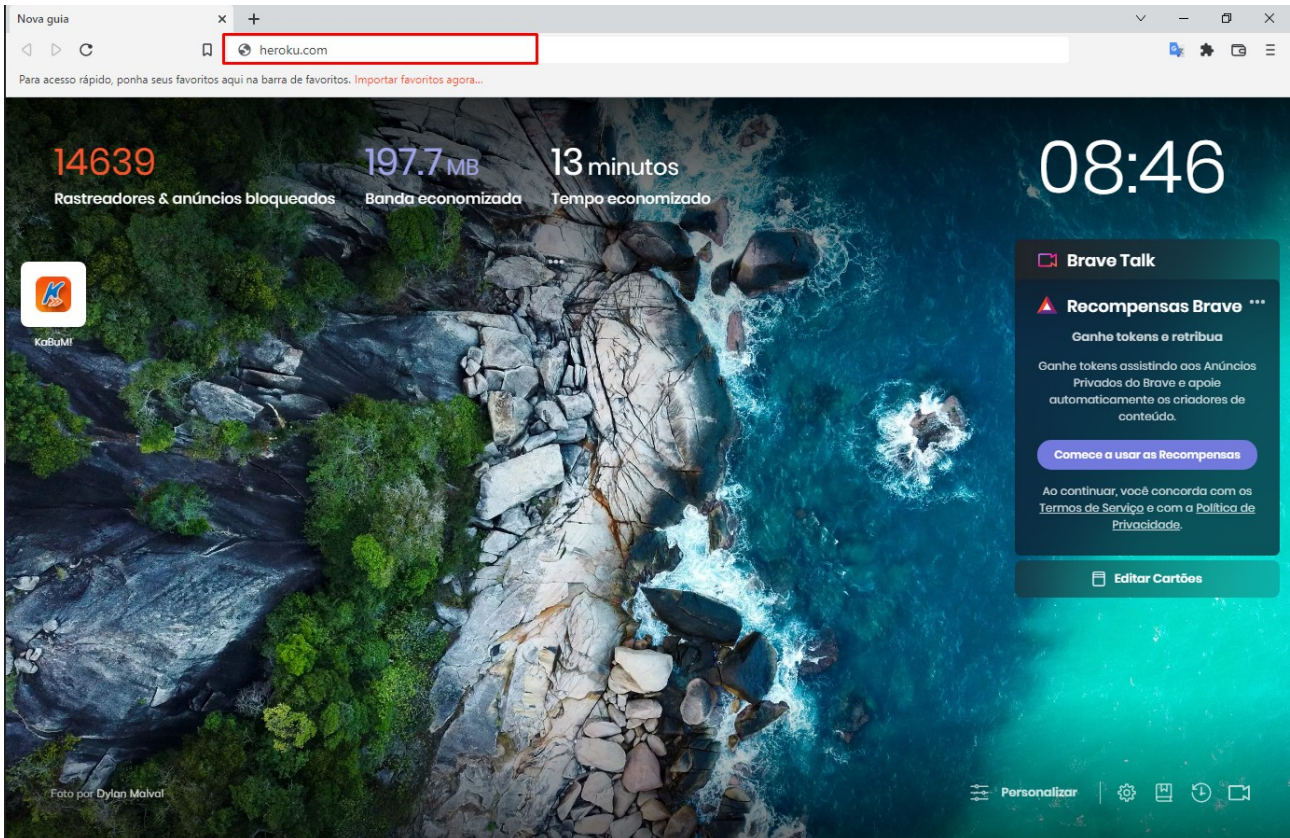 Nova guia
heroku.com
Para acesso rápido, ponha seus favoritos aqui na barra de favoritos. Importar favoritos agora...
14639
Rastreadores & anúncios bloqueados
197.7 MB
Banda economizada
13 minutos
Tempo economizado
08:46
KaBuM!
Brave Talk
Recompensas Brave
Ganhe tokens e retribua
Ganhe tokens assistindo aos Anúncios
Privados do Brave e apoie
automaticamente os criadores de
conteúdo.
Comece a usar as Recompensas
Ao continuar, você concorda com os
Termos de Serviço e com a Política de
Privacidade.
Editar Cartões
Foto por Dylan Malval
Personalizar